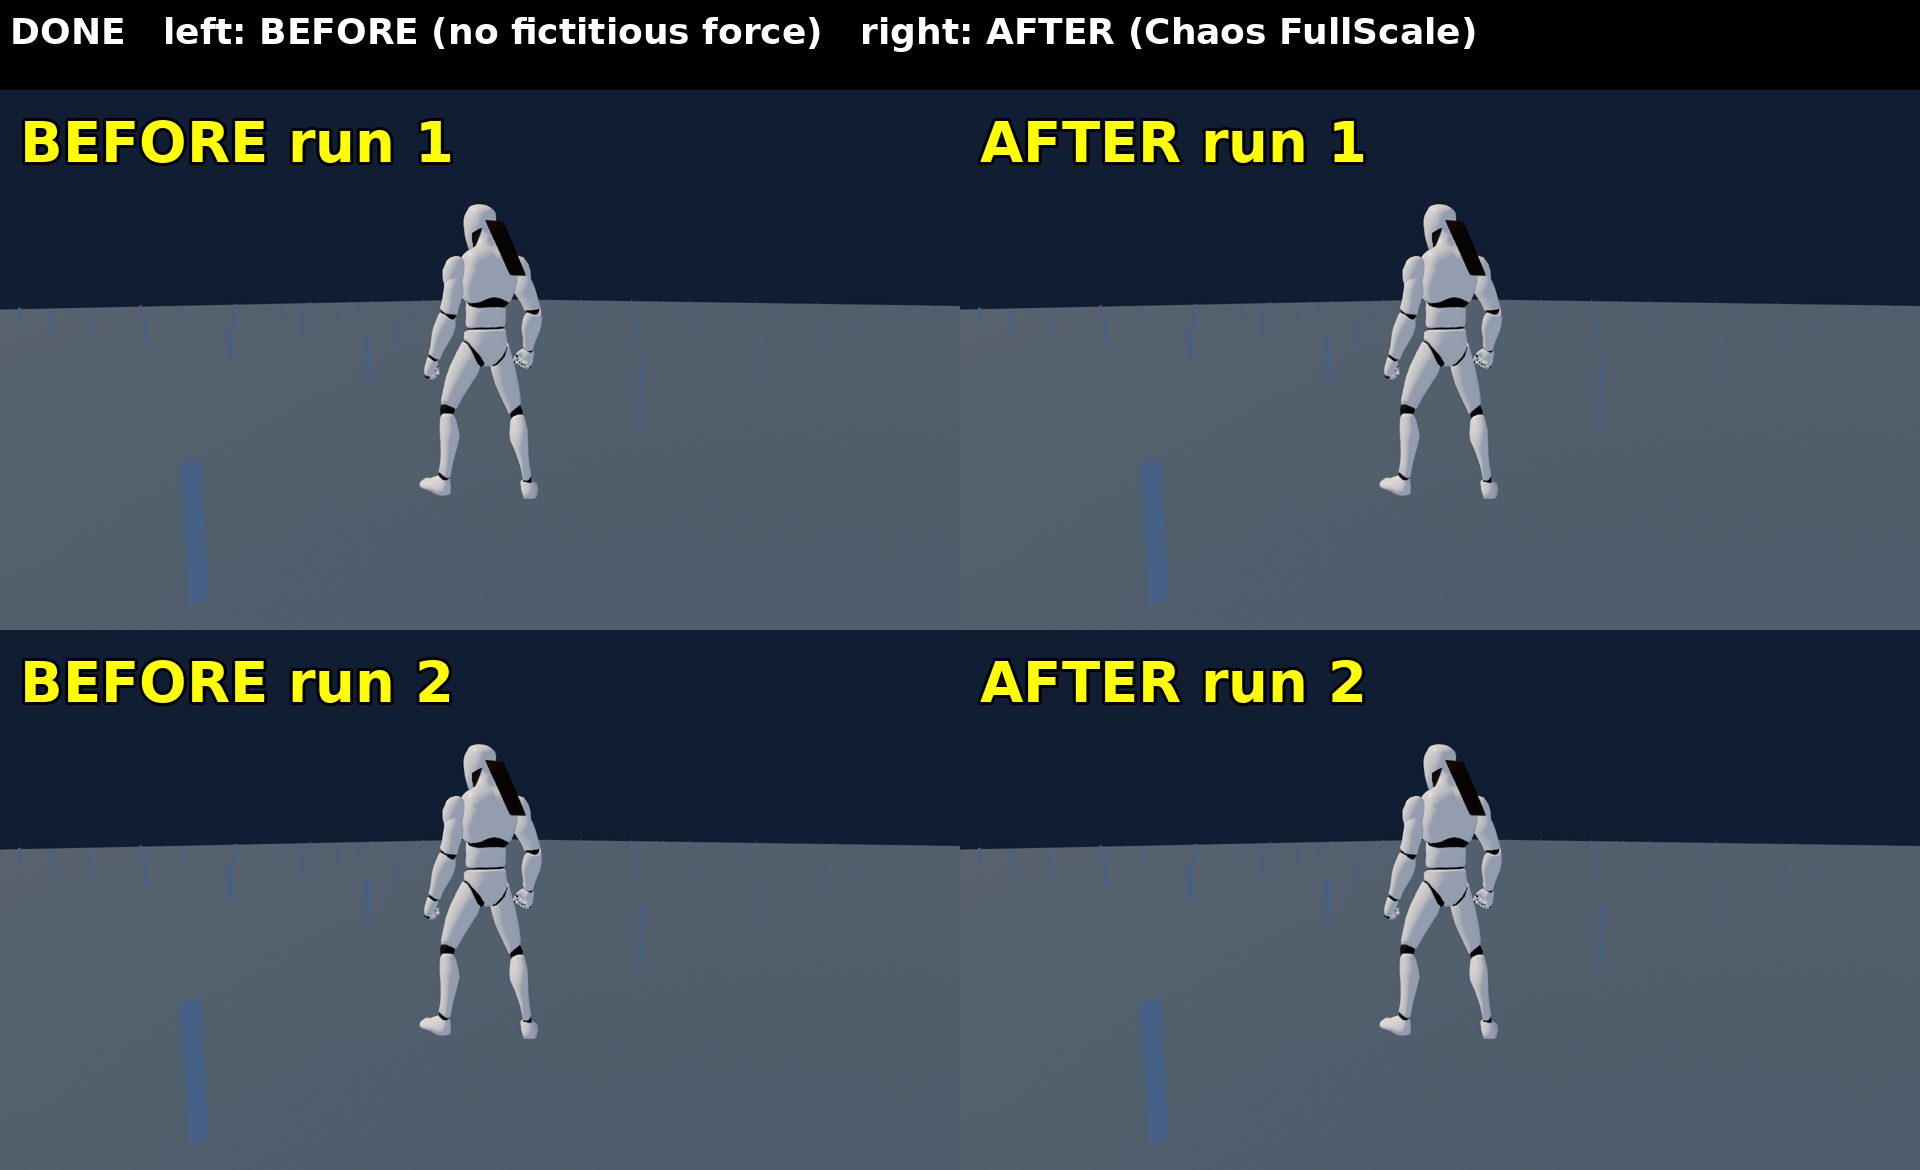 DONE left: BEFORE (no fictitious force) right: AFTER (Chaos FullScale)
BEFORE run 1
AFTER run 1
BEFORE run 2
AFTER run 2